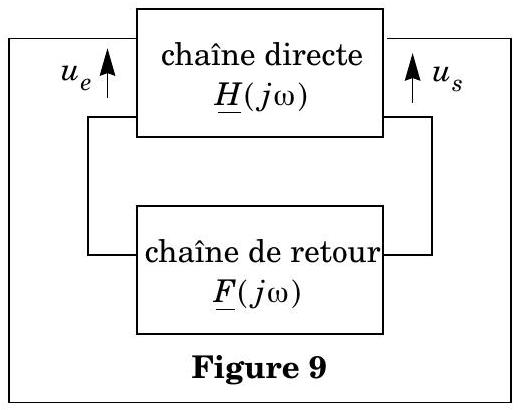 chaîne directe
u_e H(jω) u_s
chaîne de retour
F(jω)
Figure 9